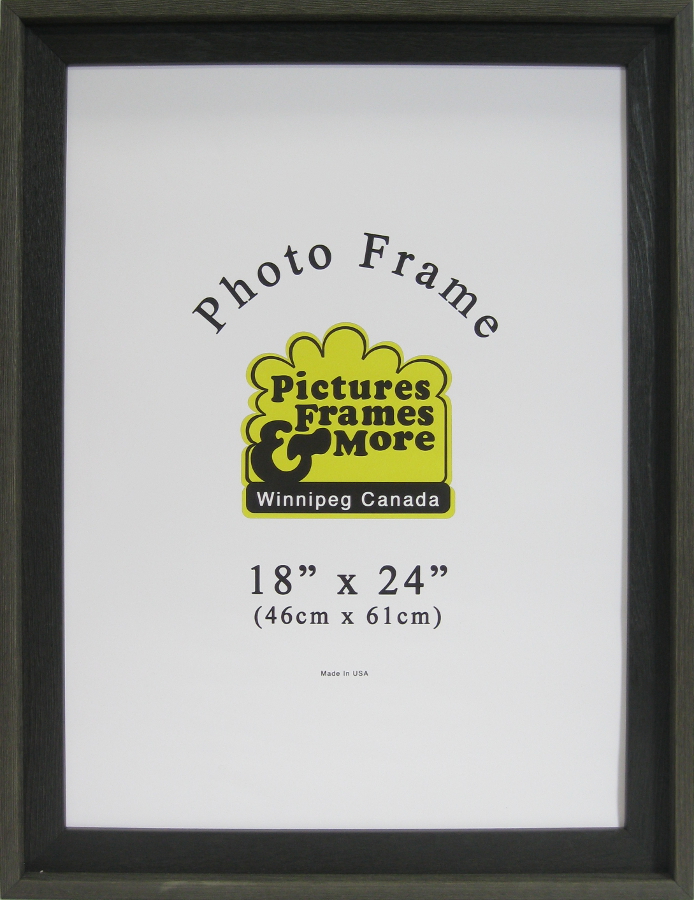 Photo Frame
Pictures
Frames
& More
Winnipeg Canada
18” x 24”
(46cm x 61cm)
Made In USA